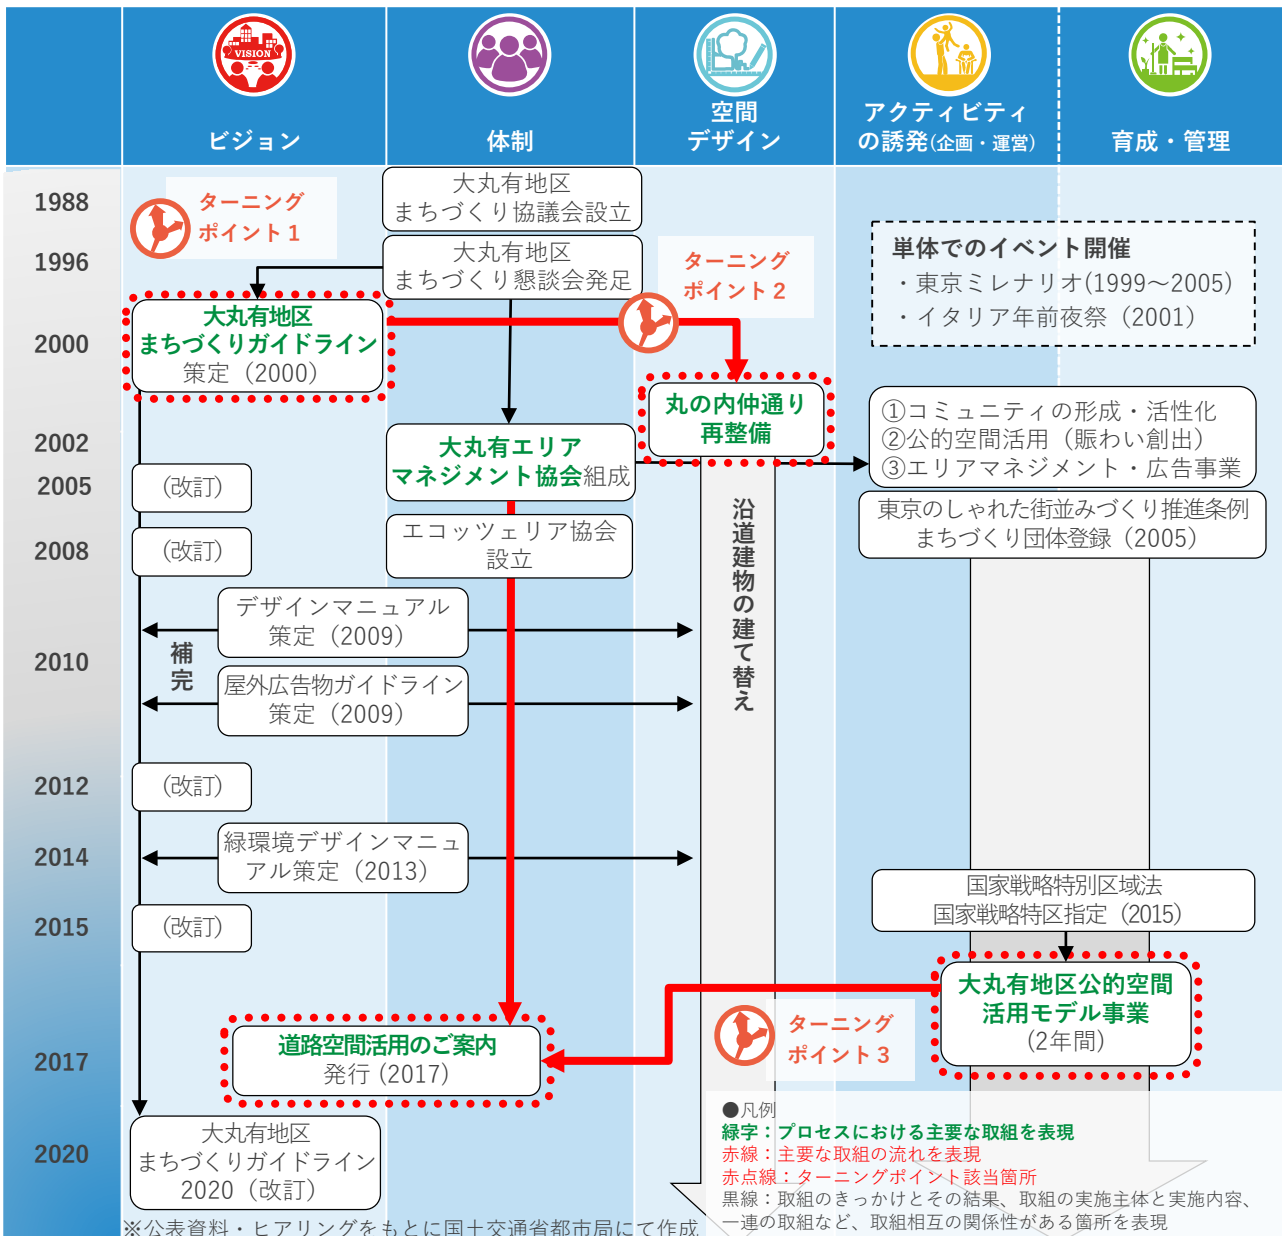 VISION
ビジョン
体制
空間
デザイン
アクティビティ
の誘発(企画・運営)
育成・管理
1988
1996
2000
2002
2005
2008
2010
2012
2014
2015
2017
2020
ターニング
ポイント1
大丸有地区
まちづくり協議会設立
大丸有地区
まちづくり懇談会発足
ターニング
ポイント2
単体でのイベント開催
・東京ミレナリオ(1999～2005)
・イタリア年前夜祭（2001）
大丸有地区
まちづくりガイドライン
策定（2000）
丸の内仲通り
再整備
大丸有エリア
マネジメント協会組成
①コミュニティの形成・活性化
②公的空間活用（賑わい創出）
③エリアマネジメント・広告事業
(改訂)
エコッツェリア協会
設立
東京のしゃれた街並みづくり推進条例
まちづくり団体登録（2005）
(改訂)
沿道建物の建て替え
デザインマニュアル
策定（2009）
補完
屋外広告物ガイドライン
策定（2009）
(改訂)
緑環境デザインマニュ
アル策定（2013）
国家戦略特別区域法
国家戦略特区指定（2015）
(改訂)
大丸有地区公的空間
活用モデル事業
(2年間)
ターニング
ポイント3
道路空間活用のご案内
発行(2017)
大丸有地区
まちづくりガイドライン
2020（改訂）
●凡例
緑字：プロセスにおける主要な取組を表現
赤線：主要な取組の流れを表現
赤点線：ターニングポイント該当箇所
黒線：取組のきっかけとその結果、取組の実施主体と実施内容、
一連の取組など、取組相互の関係性がある箇所を表現
※公表資料・ヒアリングをもとに国土交通省都市局にて作成